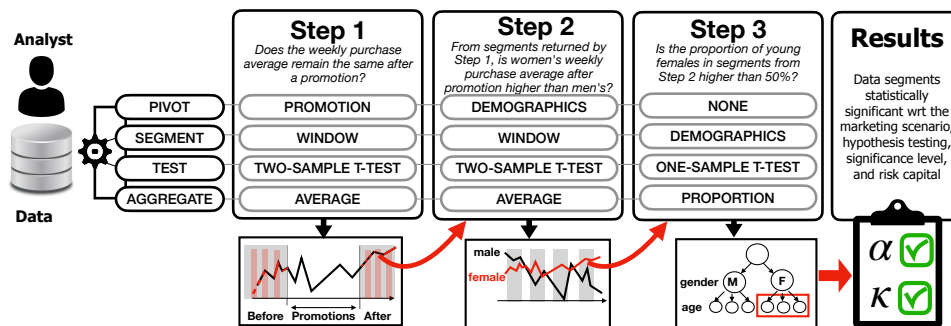 Analyst
Data
PIVOT
SEGMENT
TEST
AGGREGATE
Step 1
Does the weekly purchase
average remain the same after
a promotion?
PROMOTION
WINDOW
TWO-SAMPLE T-TEST
AVERAGE
Before
Promotions
After
Step 2
From segments returned by
Step 1, is women's weekly
purchase average after
promotion higher than men's?
DEMOGRAPHICS
WINDOW
TWO-SAMPLE T-TEST
AVERAGE
male
female
Step 3
Is the proportion of young
females in segments from
Step 2 higher than 50%?
NONE
DEMOGRAPHICS
ONE-SAMPLE T-TEST
PROPORTION
gender
M
F
age
Results
Data segments
statistically
significant wrt the
marketing scenario,
hypothesis testing,
significance level,
and risk capital
α
κ